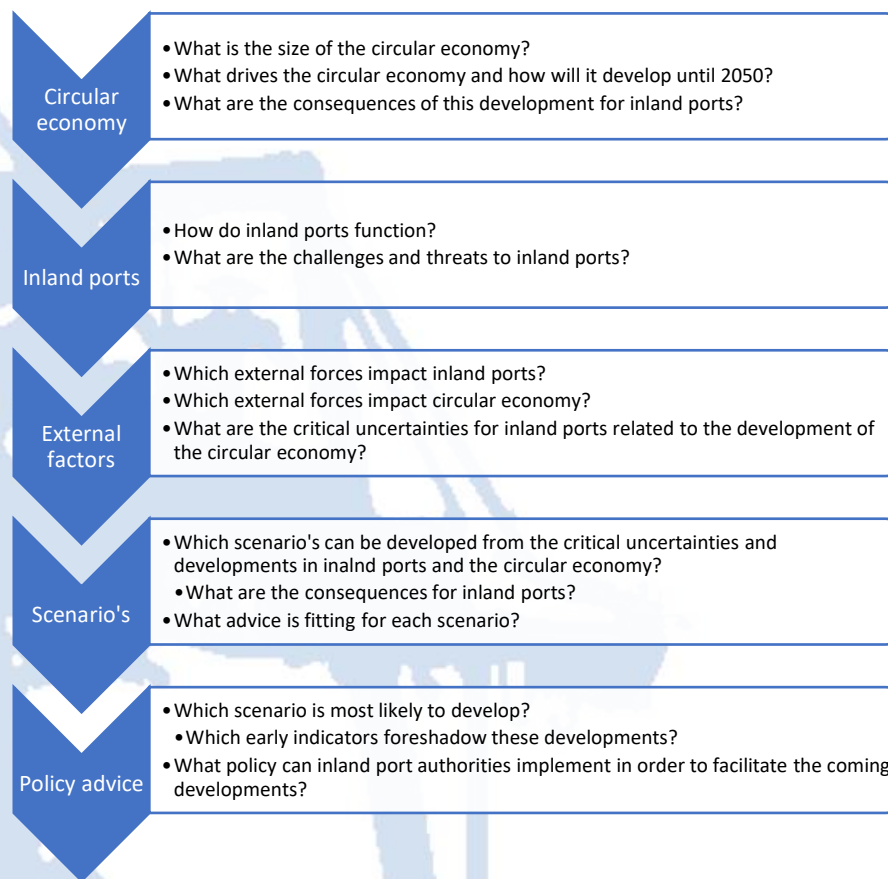 Circular
economy
•What is the size of the circular economy?
•What drives the circular economy and how will it develop until 2050?
•What are the consequences of this development for inland ports?
Inland ports
•How do inland ports function?
•What are the challenges and threats to inland ports?
External
factors
•Which external forces impact inland ports?
•Which external forces impact circular economy?
•What are the critical uncertainties for inland ports related to the development of
the circular economy?
Scenario's
•Which scenario's can be developed from the critical uncertainties and
developments in inalnd ports and the circular economy?
•What are the consequences for inland ports?
•What advice is fitting for each scenario?
Policy advice
•Which scenario is most likely to develop?
•Which early indicators foreshadow these developments?
•What policy can inland port authorities implement in order to facilitate the coming
developments?